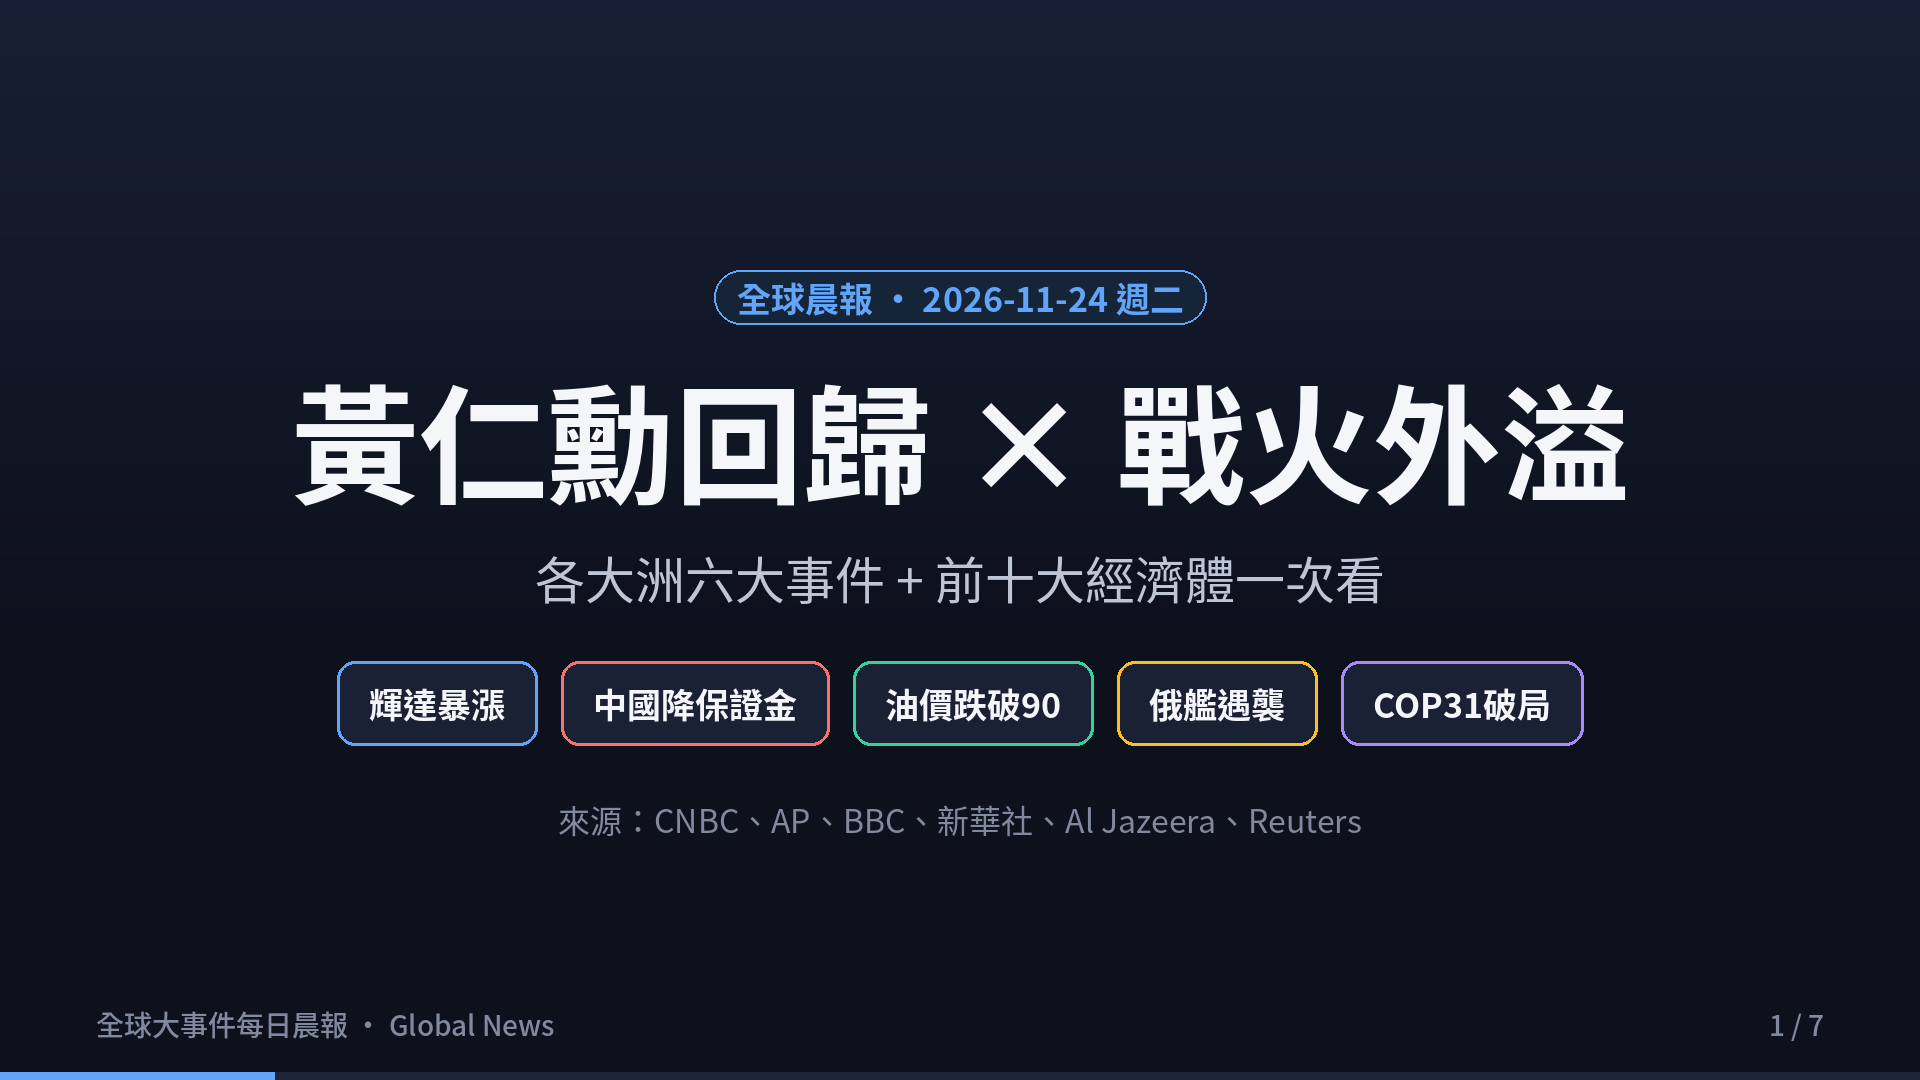 全球晨報 · 2026-11-24 週二
黃仁勳回歸 × 戰火外溢
各大洲六大事件 + 前十大經濟體一次看
輝達暴漲
中國降保證金
油價跌破90
俄艦遇襲
COP31破局
來源：CNBC、AP、BBC、新華社、Al Jazeera、Reuters
全球大事件每日晨報 · Global News
1 / 7